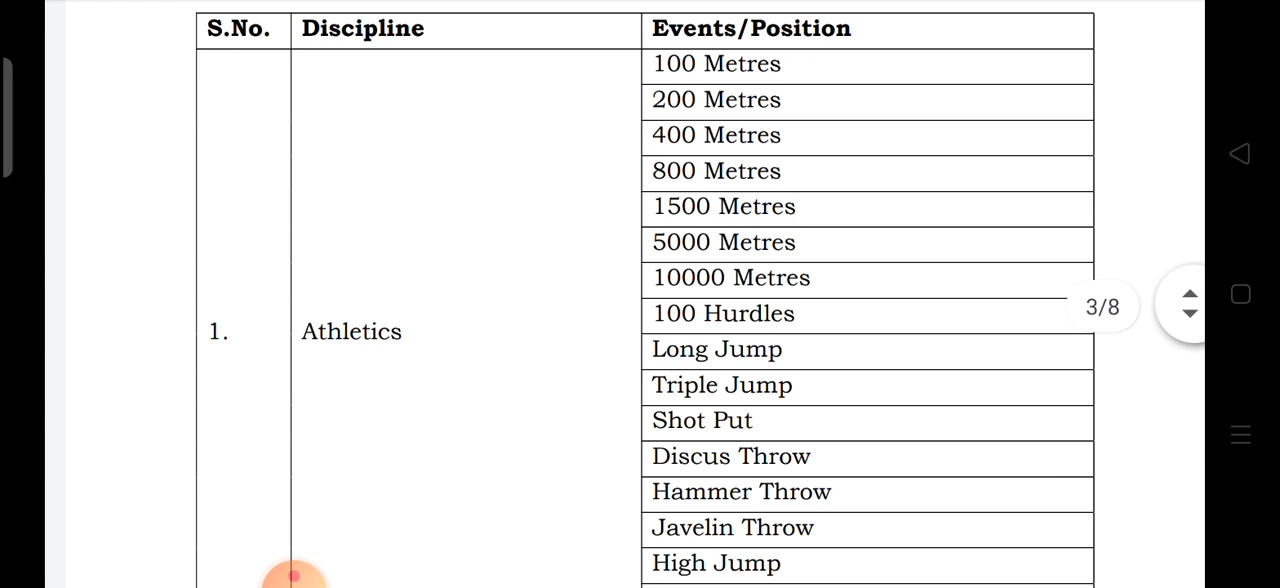 S.No. Discipline Events/Position
100 Metres
200 Metres
400 Metres
800 Metres
1500 Metres
5000 Metres
10000 Metres
3/8
100 Hurdles
1. Athletics
Long Jump
Triple Jump
Shot Put
Discus Throw
Hammer Throw
Javelin Throw
High Jump